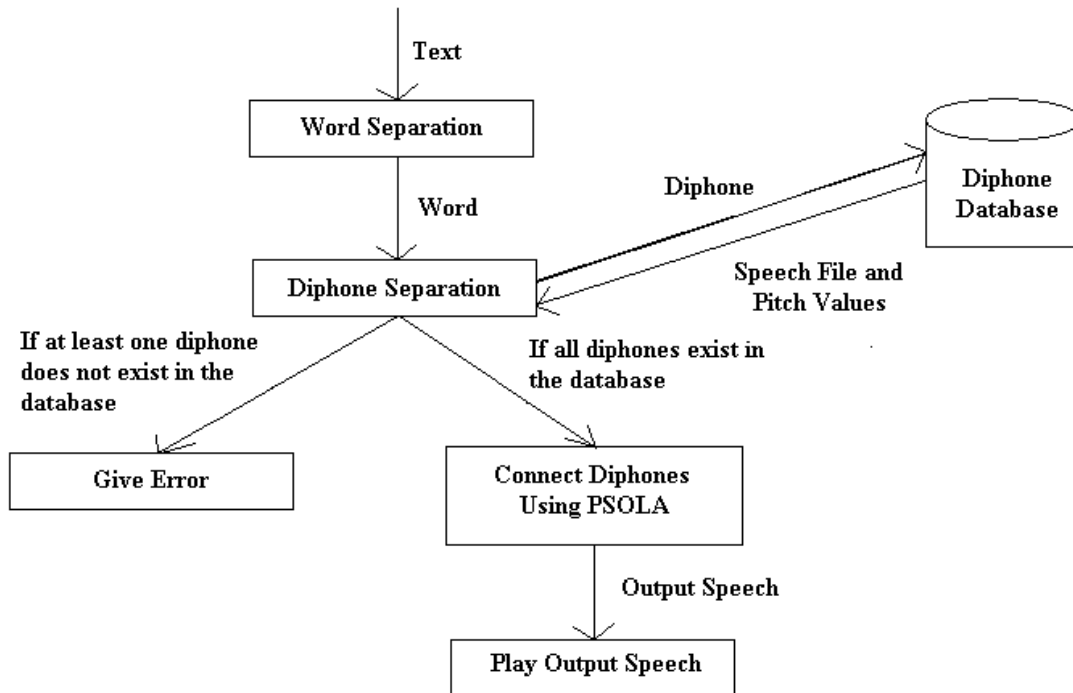 Text
Word Separation
Word
Diphone
Diphone
Database
Diphone Separation
Speech File and
Pitch Values
If at least one diphone
does not exist in the
database
If all diphones exist in
the database
Give Error
Connect Diphones
Using PSOLA
Output Speech
Play Output Speech